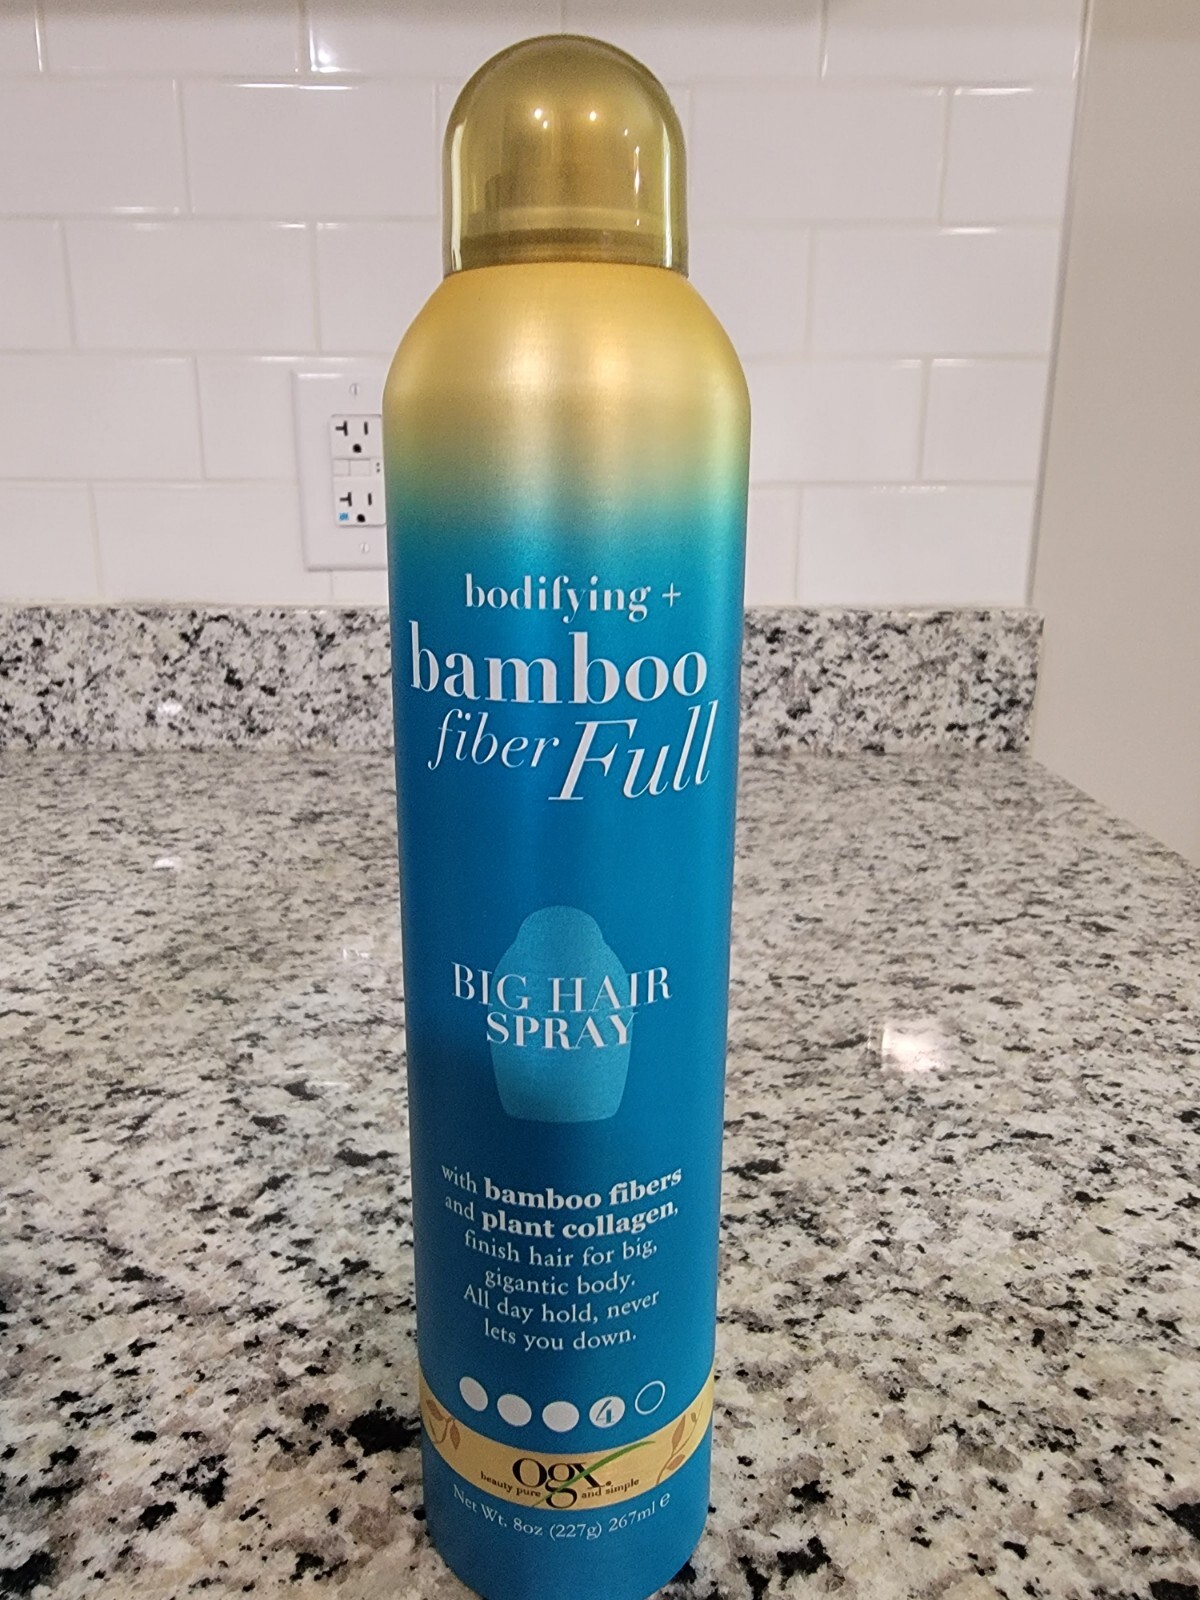 bodifying +
bamboo
fiber Full
BIG HAIR
SPRAY
with bamboo fibers
and plant collagen,
finish hair for big,
gigantic body.
All day hold, never
lets you down.
4
ogx
beauty pure and simple
Net Wt. 8oz (227g) 267ml e